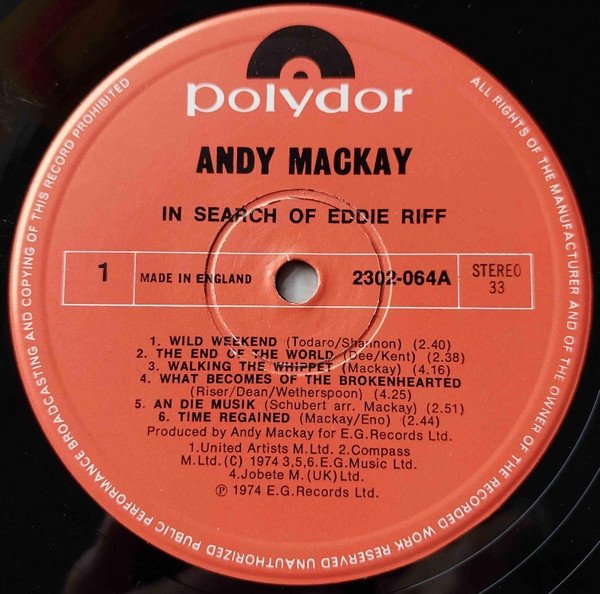 polydor
ANDY MACKAY
IN SEARCH OF EDDIE RIFF
1
MADE IN ENGLAND
2302-064A
STEREO
33
1. WILD WEEKEND (Todaro/Shannon) (2.40)
2. THE END OF THE WORLD (Dee/Kent) (2.38)
3. WALKING THE WHIPPET (Mackay) (4.16)
4. WHAT BECOMES OF THE BROKENHEARTED
(Riser/Dean/Wetherspoon) (4.25)
5. AN DIE MUSIK (Schubert arr. Mackay) (2.51)
6. TIME REGAINED (Mackay/Eno) (2.44)
Produced by Andy Mackay for E.G. Records Ltd.
1.United Artists M.Ltd. 2.Compass
M.Ltd.(C) 1974 3,5,6.E.G.Music Ltd.
4.Jobete M.(UK)Ltd.
℗ 1974 E.G.Records Ltd.
ALL RIGHTS OF THE MANUFACTURER AND OF THE OWNER OF THE RECORDED WORK RESERVED UNAUTHORIZED PUBLIC PERFORMANCE BROADCASTING AND COPYING OF THIS RECORD PROHIBITED